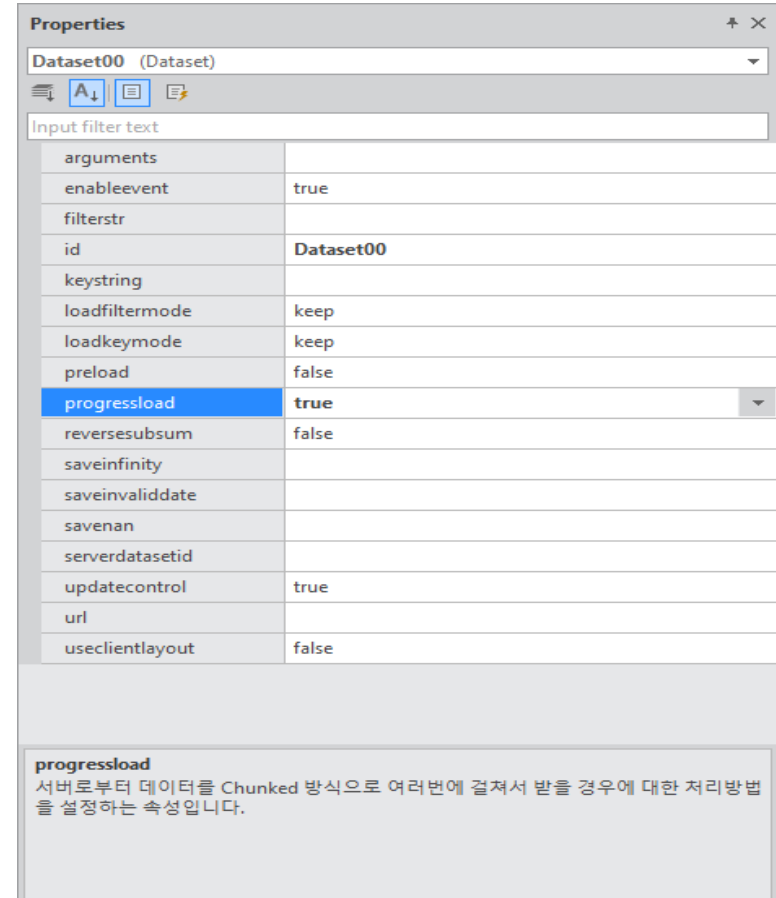 Properties
Dataset00 (Dataset)
Input filter text
arguments
enableevent true
filterstr
id Dataset00
keystring
loadfiltermode keep
loadkeymode keep
preload false
progressload true
reversesubsum false
saveinfinity
saveinvaliddate
savenan
serverdatasetid
updatecontrol true
url
useclientlayout false
progressload
서버로부터 데이터를 Chunked 방식으로 여러번에 걸쳐서 받을 경우에 대한 처리방법
을 설정하는 속성입니다.